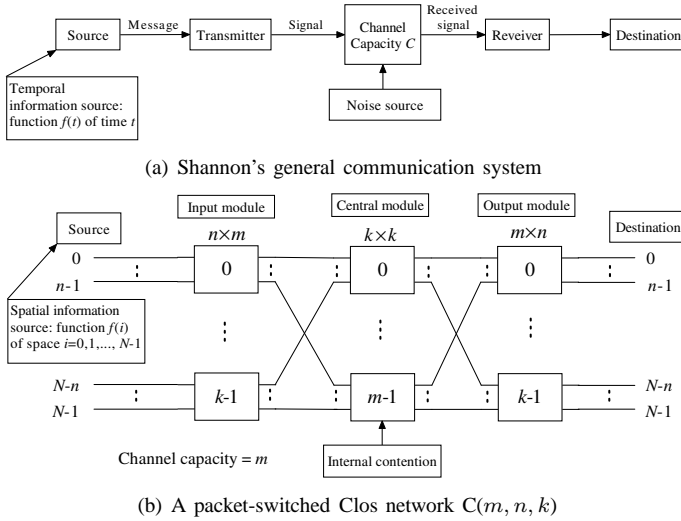 Source
Message
Transmitter
Signal
Channel
Capacity C
Received
signal
Reveiver
Destination
Temporal
information source:
function f(t) of time t
Noise source
(a) Shannon's general communication system
Source
Input module
Central module
Output module
Destination
n×m
k×k
m×n
0
0
0
0
0
n-1
n-1
Spatial information
source: function f(i)
of space i=0,1,..., N-1
N-n
N-n
k-1
m-1
k-1
N-1
N-1
Channel capacity = m
Internal contention
(b) A packet-switched Clos network C(m, n, k)